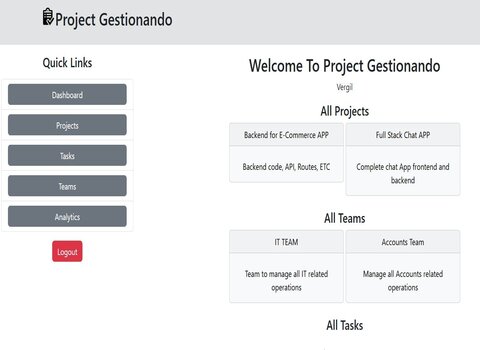 Project Gestionando
Quick Links
Dashboard
Projects
Tasks
Teams
Analytics
Logout
Welcome To Project Gestionando
Vergil
All Projects
Backend for E-Commerce APP
Backend code, API, Routes, ETC
Full Stack Chat APP
Complete chat App frontend and
backend
All Teams
IT TEAM
Team to manage all IT related
operations
Accounts Team
Manage all Accounts related
operations
All Tasks